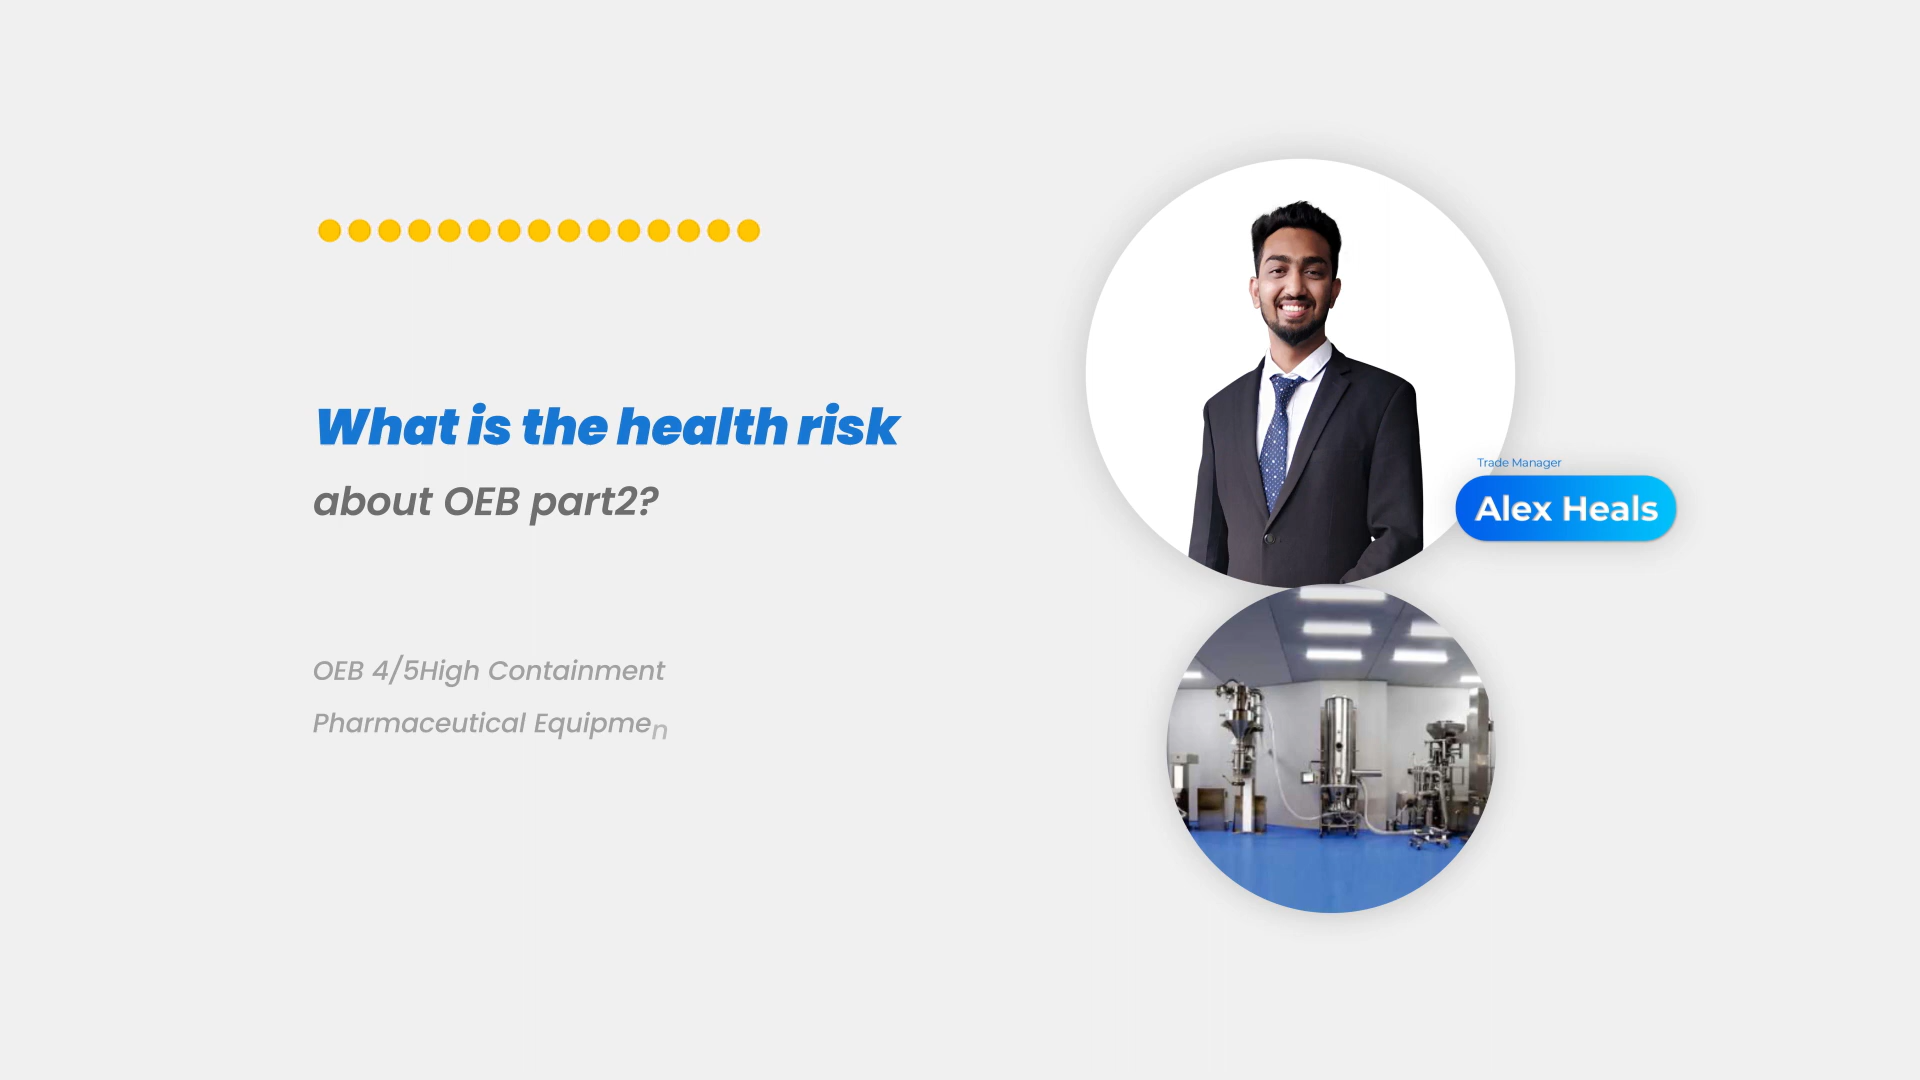 What is the health risk
about OEB part2?
OEB 4/5High Containment
Pharmaceutical Equipmen
Trade Manager
Alex Heals